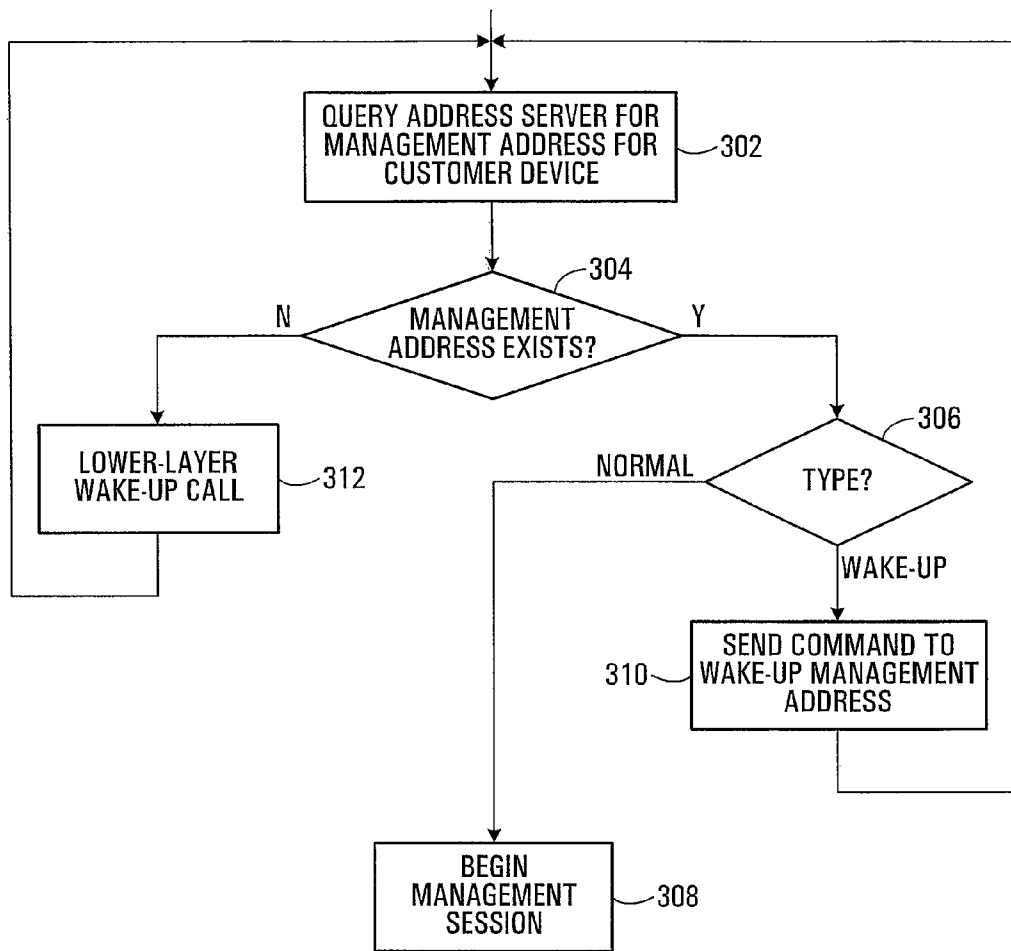 QUERY ADDRESS SERVER FOR
MANAGEMENT ADDRESS FOR
CUSTOMER DEVICE
302
304
N
MANAGEMENT
ADDRESS EXISTS?
Y
LOWER-LAYER
WAKE-UP CALL
312
306
NORMAL
TYPE?
WAKE-UP
310
SEND COMMAND TO
WAKE-UP MANAGEMENT
ADDRESS
BEGIN
MANAGEMENT
SESSION
308